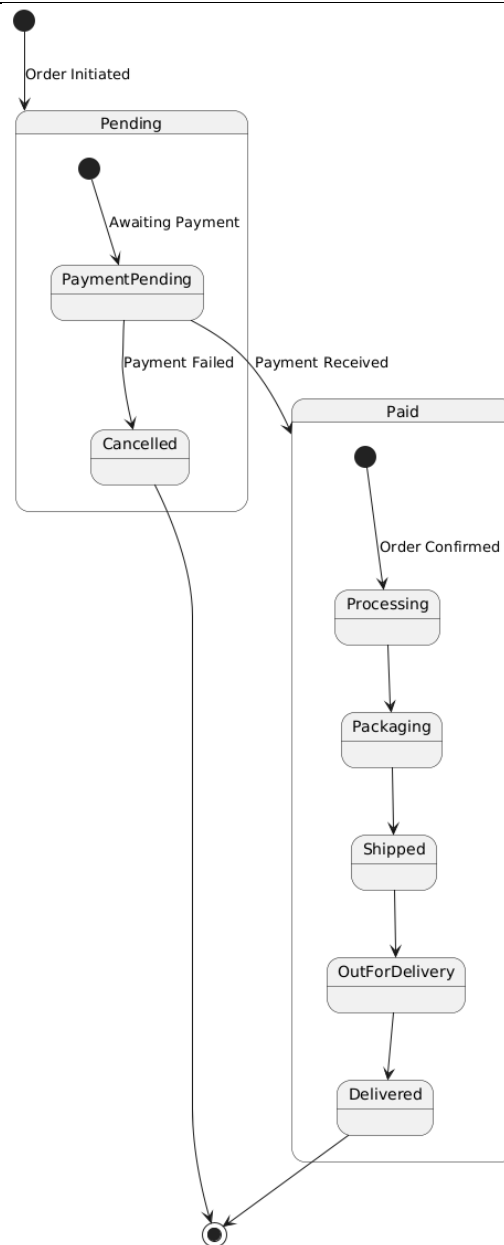 Order Initiated
Pending
Awaiting Payment
PaymentPending
Payment Failed
Payment Received
Paid
Cancelled
Order Confirmed
Processing
Packaging
Shipped
OutForDelivery
Delivered